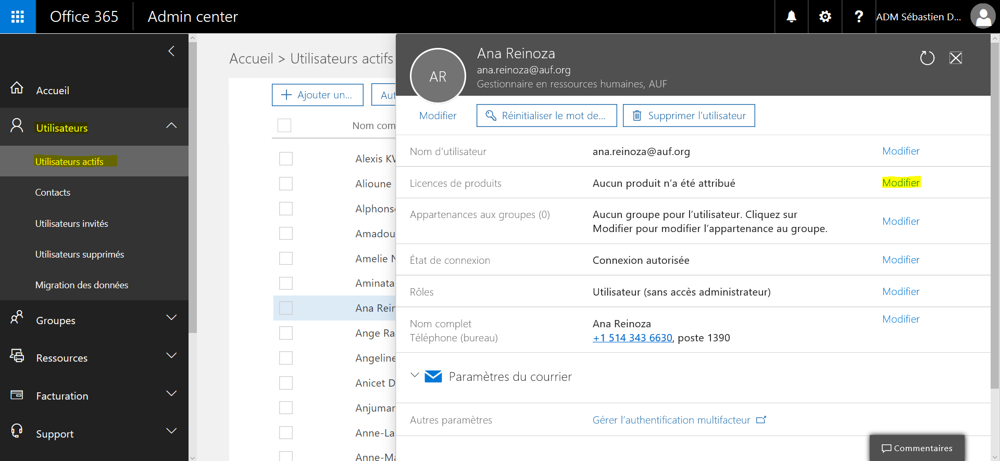 Office 365
Admin center
ADM Sébastien D...
Accueil
Utilisateurs
Utilisateurs actifs
Contacts
Utilisateurs invités
Utilisateurs supprimés
Migration des données
Groupes
Ressources
Facturation
Support
Accueil > Utilisateurs actifs
Ajouter un...
Aut
Nom com
Alexis
Alioune
Alphons
Amadou
Amelie
Aminata
Ana Rein
Ange Ra
Angeline
Anicet D
Anjumar
Anne-La
Anne-Ma
AR
Ana Reinoza
ana.reinoza@auf.org
Gestionnaire en ressources humaines, AUF
Modifier
Réinitialiser le mot de...
Supprimer l’utilisateur
Nom d’utilisateur ana.reinoza@auf.org Modifier
Licences de produits Aucun produit n’a été attribué Modifier
Appartenances aux groupes (0) Aucun groupe pour l’utilisateur. Cliquez sur
Modifier pour modifier l’appartenance au groupe. Modifier
État de connexion Connexion autorisée Modifier
Rôles Utilisateur (sans accès administrateur) Modifier
Nom complet Ana Reinoza Modifier
Téléphone (bureau) +1 514 343 6630, poste 1390
Paramètres du courrier
Autres paramètres Gérer l’authentification multifacteur
Commentaires